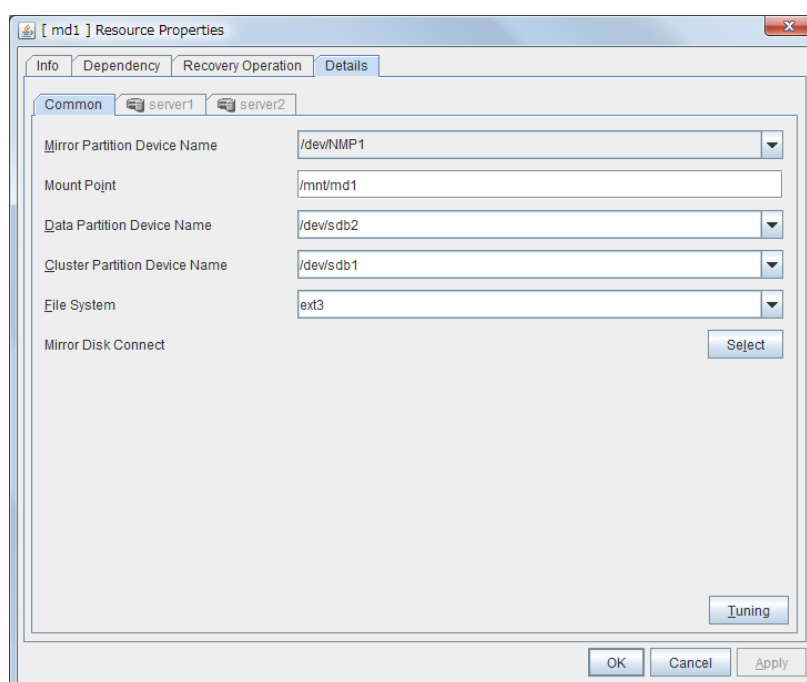 [ md1 ] Resource Properties
Info Dependency Recovery Operation Details
Common server1 server2
Mirror Partition Device Name /dev/NMP1
Mount Point /mnt/md1
Data Partition Device Name /dev/sdb2
Cluster Partition Device Name /dev/sdb1
File System ext3
Mirror Disk Connect Select
Tuning
OK Cancel Apply